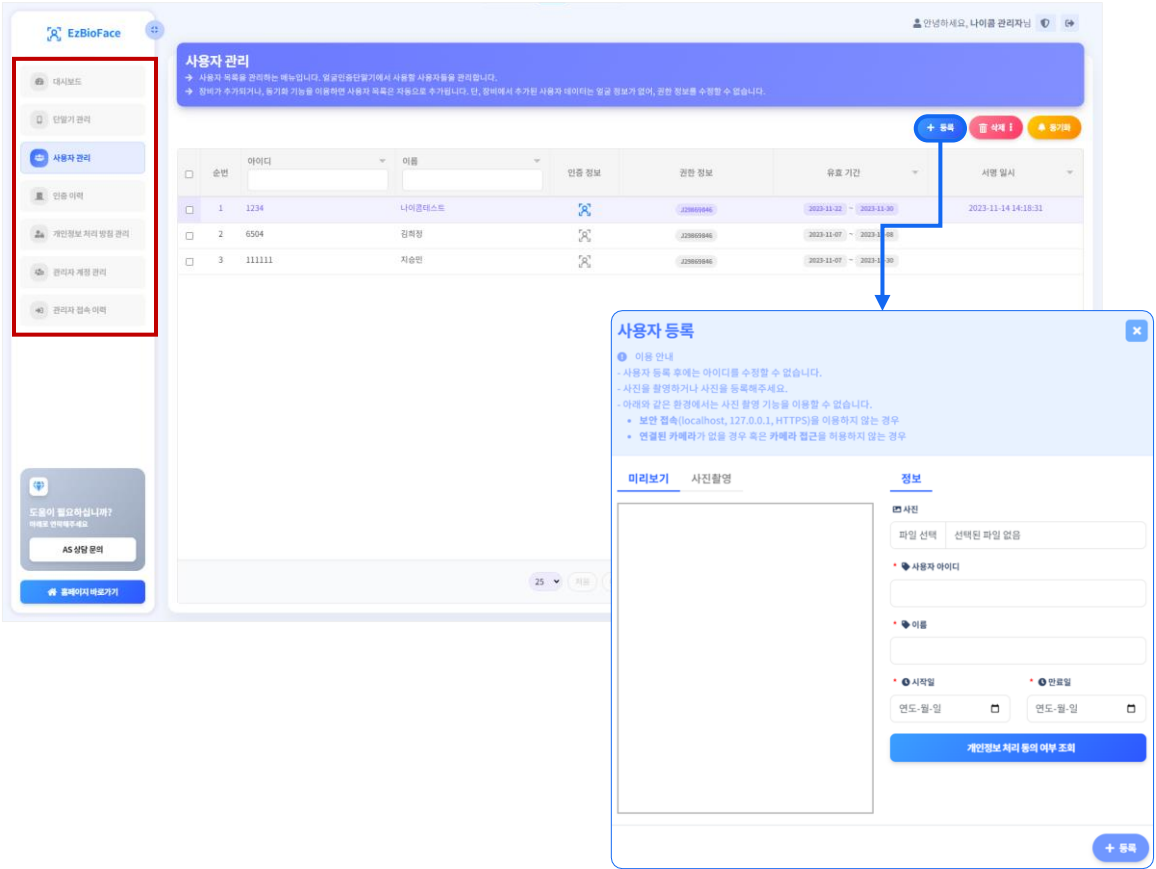 EzBioFace
안녕하세요, 나이콤 관리자님
대시보드
단말기 관리
사용자 관리
인증 이력
개인정보 처리 방침 관리
관리자 계정 관리
관리자 접속 이력
도움이 필요하십니까?
아래로 연락해주세요
AS 상담 문의
홈페이지 바로가기
사용자 관리
→ 사용자 목록을 관리하는 메뉴입니다. 얼굴인증단말기에서 사용할 사용자들을 관리합니다.
→ 장비가 추가되거나, 동기화 기능을 이용하면 사용자 목록은 자동으로 추가됩니다. 단, 장비에서 추가된 사용자 데이터는 얼굴 정보가 없어, 권한 정보를 수정할 수 없습니다.
+ 등록 삭제 동기화
순번 아이디 이름 인증 정보 권한 정보 유효 기간 서명 일시
1 1234 나이콤테스트 J29869846 2023-11-22 ~ 2023-11-30 2023-11-14 14:18:31
2 6504 김희정 J29869846 2023-11-07 ~ 2023-11-08
3 111111 지승민 J29869846 2023-11-07 ~ 2023-11-30
25 처음
사용자 등록
이용 안내
- 사용자 등록 후에는 아이디를 수정할 수 없습니다.
- 사진을 촬영하거나 사진을 등록해주세요.
- 아래와 같은 환경에서는 사진 촬영 기능을 이용할 수 없습니다.
• 보안 접속(localhost, 127.0.0.1, HTTPS)을 이용하지 않는 경우
• 연결된 카메라가 없을 경우 혹은 카메라 접근을 허용하지 않는 경우
미리보기 사진촬영 정보
사진
파일 선택 선택된 파일 없음
* 사용자 아이디
* 이름
* 시작일 * 만료일
연도-월-일 연도-월-일
개인정보 처리 동의 여부 조회
+ 등록